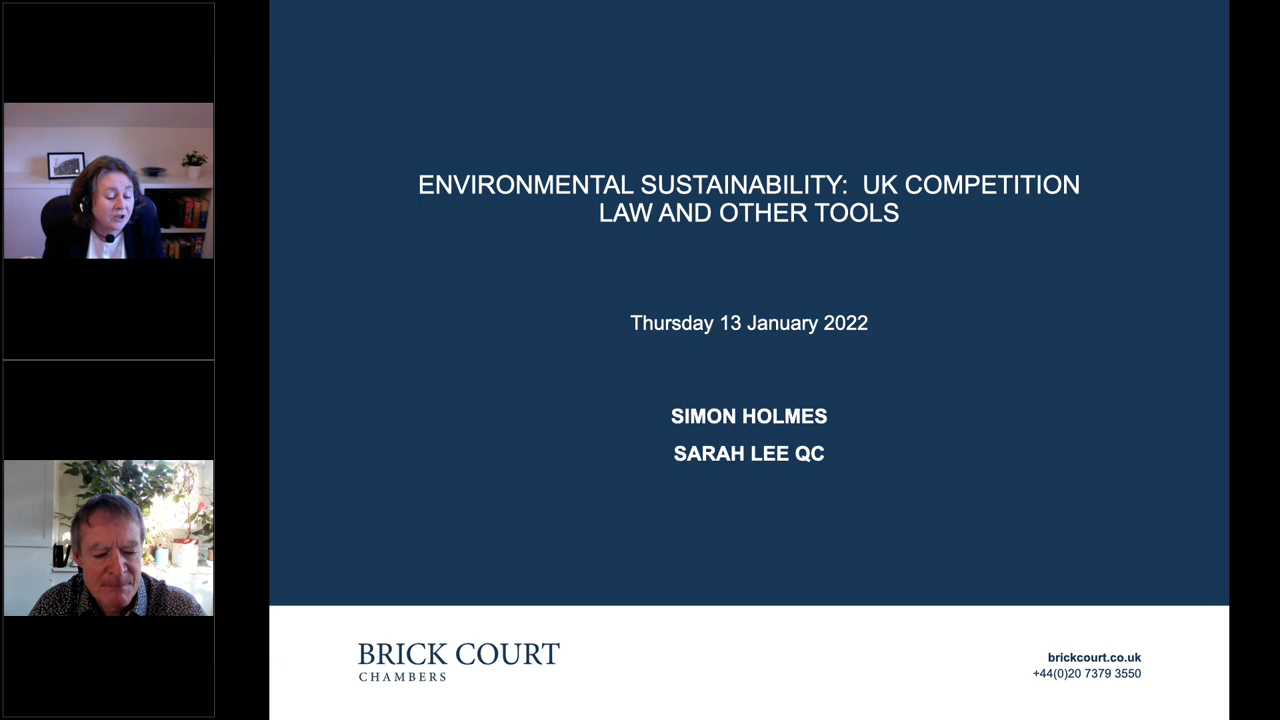 ENVIRONMENTAL SUSTAINABILITY: UK COMPETITION
LAW AND OTHER TOOLS
Thursday 13 January 2022
SIMON HOLMES
SARAH LEE QC
BRICK COURT
CHAMBERS
brickcourt.co.uk
+44(0)20 7379 3550